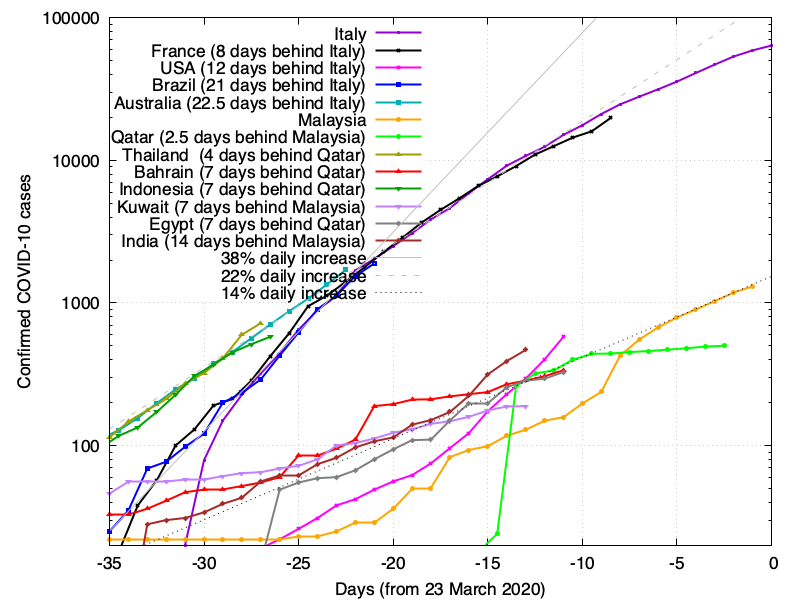 100000
10000
1000
100
Confirmed COVID-10 cases
Italy
France (8 days behind Italy)
USA (12 days behind Italy)
Brazil (21 days behind Italy)
Australia (22.5 days behind Italy)
Malaysia
Qatar (2.5 days behind Malaysia)
Thailand (4 days behind Qatar)
Bahrain (7 days behind Qatar)
Indonesia (7 days behind Qatar)
Kuwait (7 days behind Malaysia)
Egypt (7 days behind Qatar)
India (14 days behind Malaysia)
38% daily increase
22% daily increase
14% daily increase
-35 -30 -25 -20 -15 -10 -5 0
Days (from 23 March 2020)